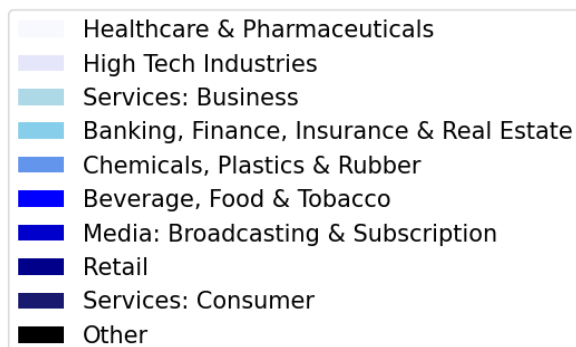 Healthcare & Pharmaceuticals
High Tech Industries
Services: Business
Banking, Finance, Insurance & Real Estate
Chemicals, Plastics & Rubber
Beverage, Food & Tobacco
Media: Broadcasting & Subscription
Retail
Services: Consumer
Other